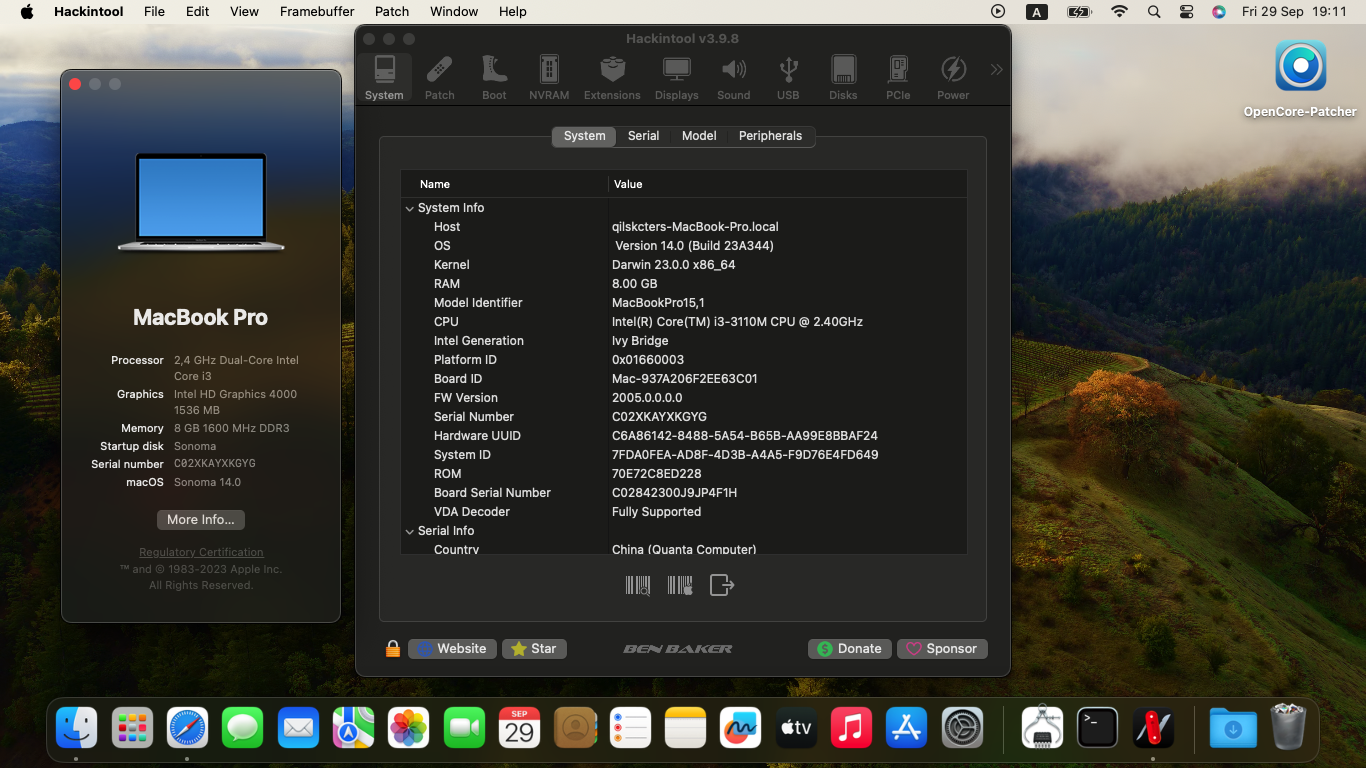 Hackintool File Edit View Framebuffer Patch Window Help A Fri 29 Sep 19:11
OpenCore-Patcher
MacBook Pro
Processor 2,4 GHz Dual-Core Intel
Core i3
Graphics Intel HD Graphics 4000
1536 MB
Memory 8 GB 1600 MHz DDR3
Startup disk Sonoma
Serial number C02XKAYXKGYG
macOS Sonoma 14.0
More Info...
Regulatory Certification
™ and © 1983-2023 Apple Inc.
All Rights Reserved.
Hackintool v3.9.8
System Patch Boot NVRAM Extensions Displays Sound USB Disks PCIe Power
System Serial Model Peripherals
Name Value
System Info
Host qilskcters-MacBook-Pro.local
OS Version 14.0 (Build 23A344)
Kernel Darwin 23.0.0 x86_64
RAM 8.00 GB
Model Identifier MacBookPro15,1
CPU Intel(R) Core(TM) i3-3110M CPU @ 2.40GHz
Intel Generation Ivy Bridge
Platform ID 0x01660003
Board ID Mac-937A206F2EE63C01
FW Version 2005.0.0.0.0
Serial Number C02XKAYXKGYG
Hardware UUID C6A86142-8488-5A54-B65B-AA99E8BBAF24
System ID 7FDA0FEA-AD8F-4D3B-A4A5-F9D76E4FD649
ROM 70E72C8ED228
Board Serial Number C02842300J9JP4F1H
VDA Decoder Fully Supported
Serial Info
Country China (Quanta Computer)
Website Star BEN BAKER Donate Sponsor
SEP
29
tv
>_